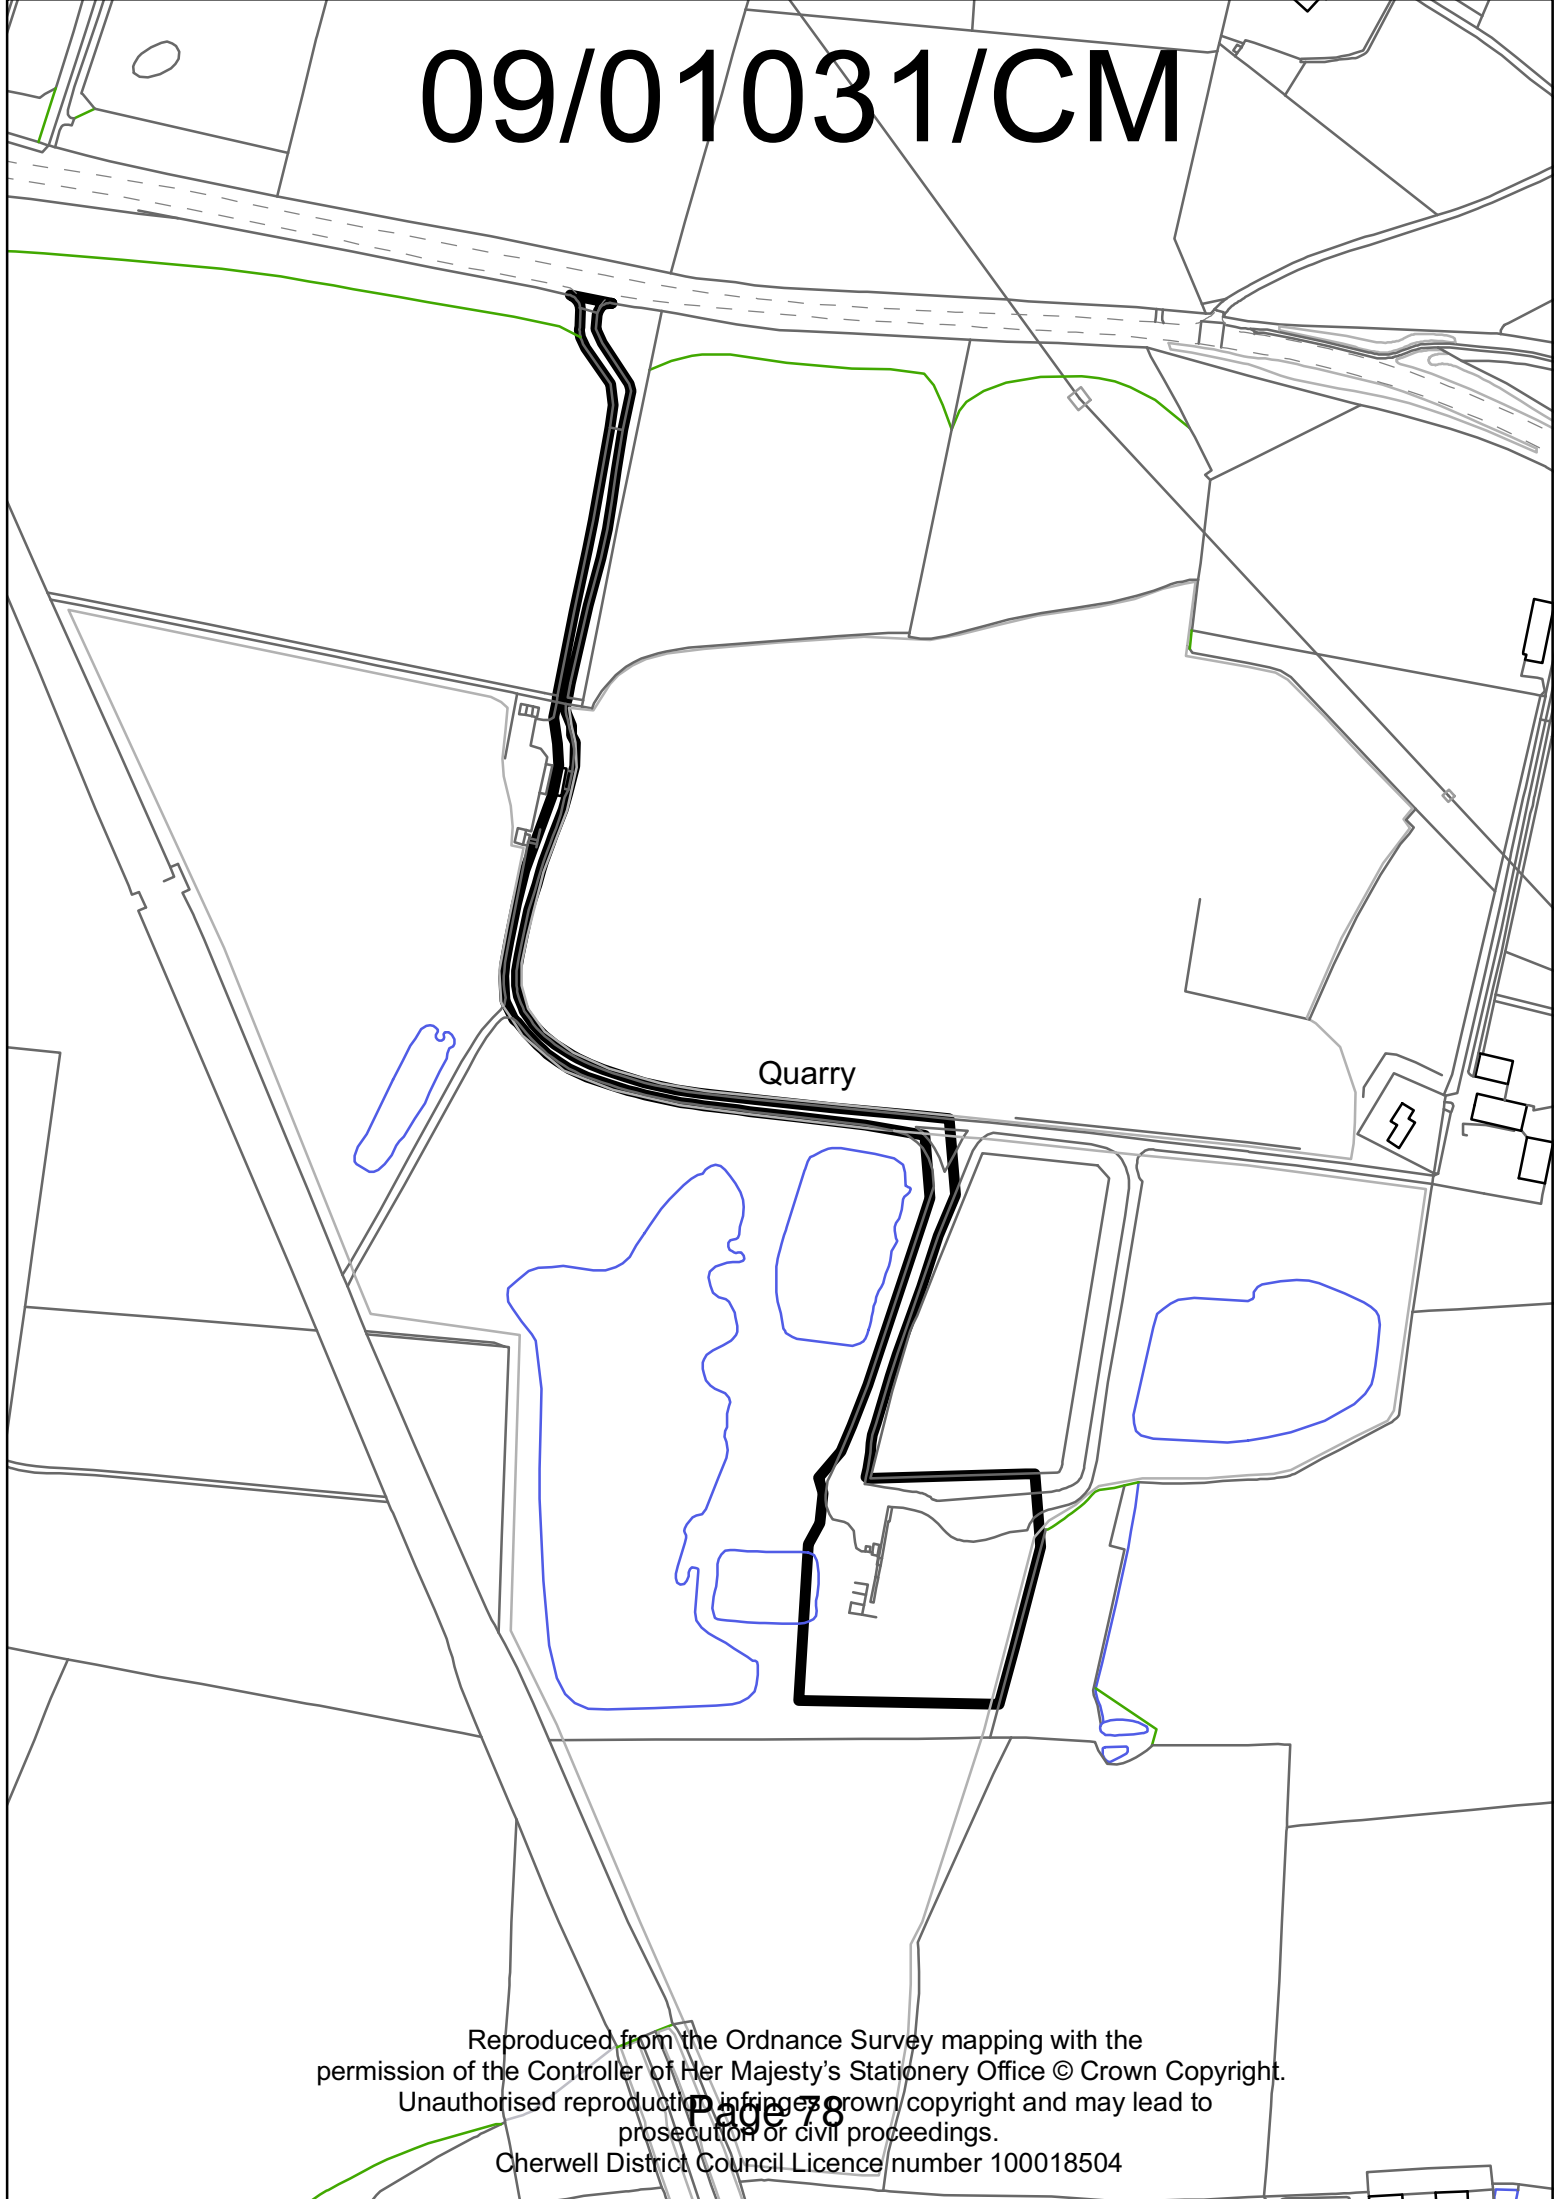 09/01031/CM
Quarry
Reproduced from the Ordnance Survey mapping with the
permission of the Controller of Her Majesty's Stationery Office © Crown Copyright.
Unauthorised reproduction infringes crown copyright and may lead to
Page 78
prosecution or civil proceedings.
Cherwell District Council Licence number 100018504